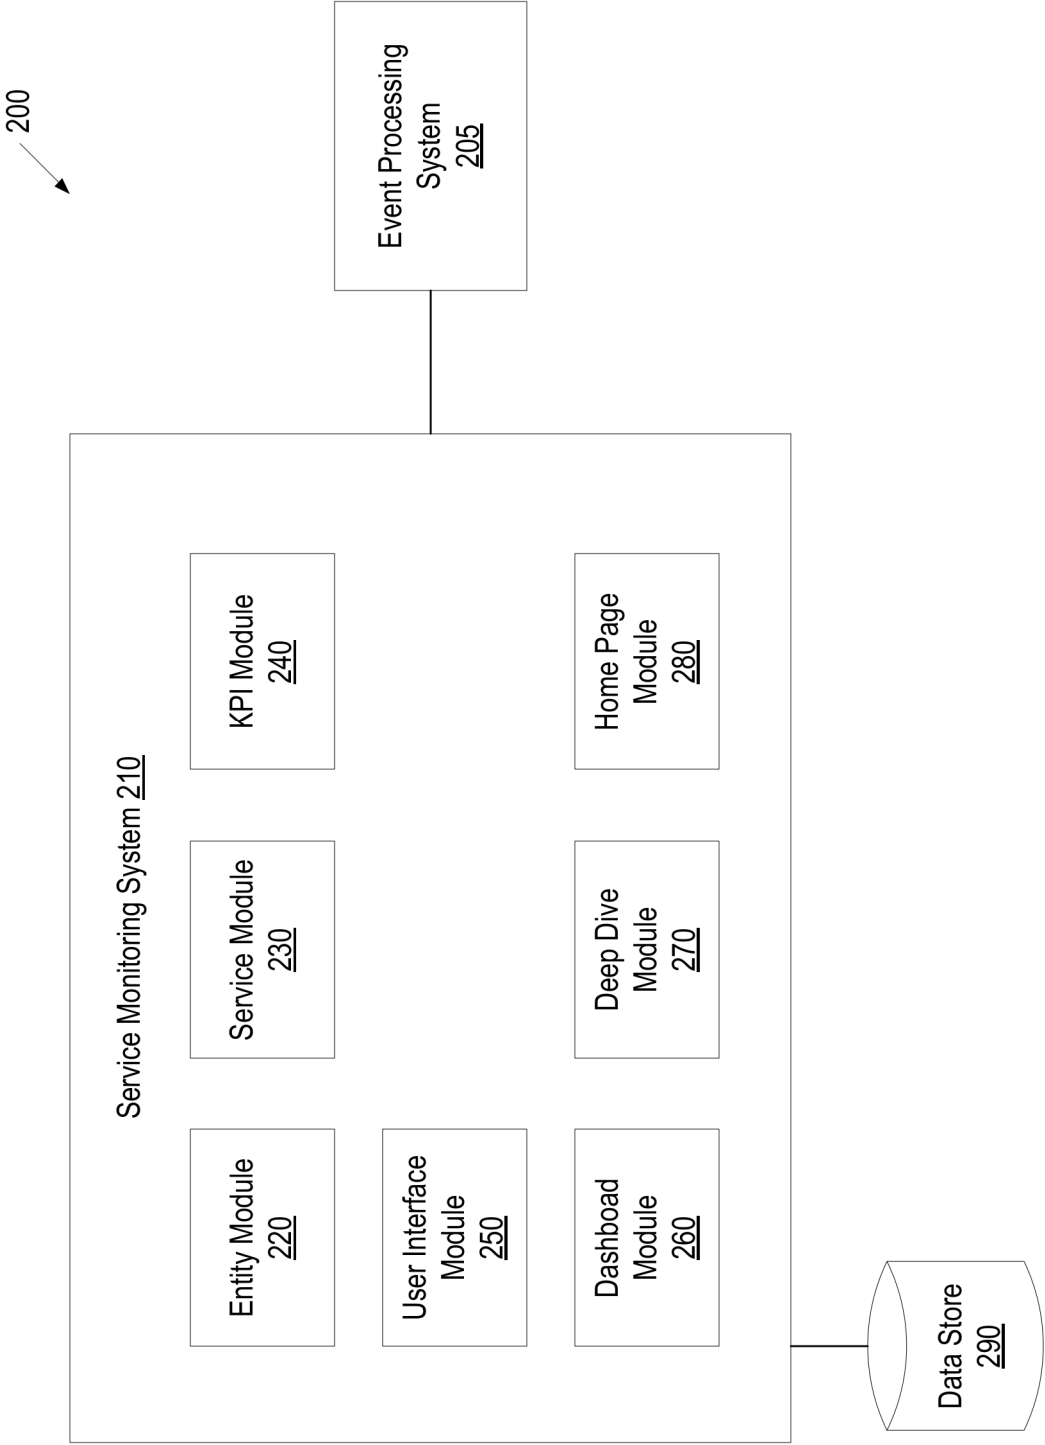 200
Service Monitoring System 210
Entity Module
220
Service Module
230
KPI Module
240
User Interface
Module
250
Dashboad
Module
260
Deep Dive
Module
270
Home Page
Module
280
Event Processing
System
205
Data Store
290